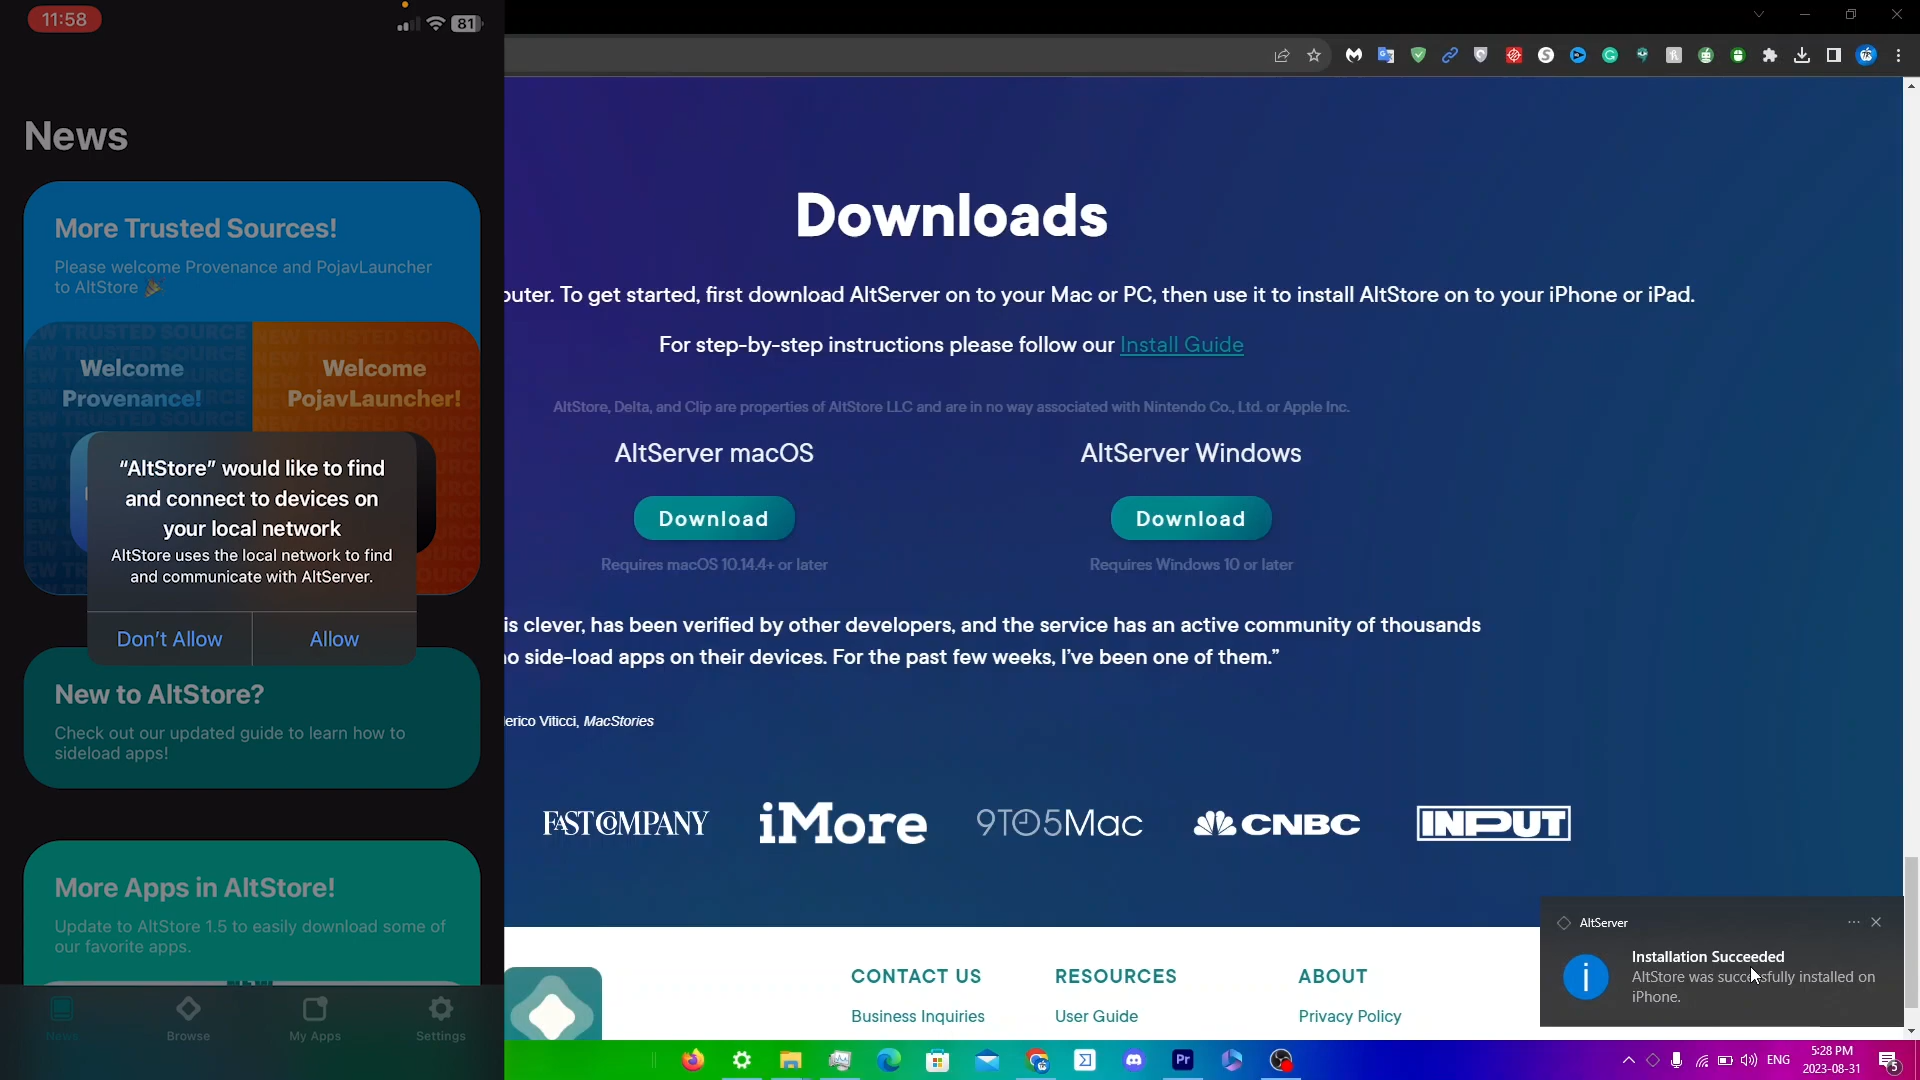 11:58
81
News
More Trusted Sources!
Please welcome Provenance and PojavLauncher
to AltStore 🎉
Welcome
Provenance!
Welcome
PojavLauncher!
“AltStore” would like to find
and connect to devices on
your local network
AltStore uses the local network to find
and communicate with AltServer.
Don’t Allow
Allow
New to AltStore?
Check out our updated guide to learn how to
sideload apps!
More Apps in AltStore!
Update to AltStore 1.5 to easily download some of
our favorite apps.
News
Browse
My Apps
Settings
Downloads
outer. To get started, first download AltServer on to your Mac or PC, then use it to install AltStore on to your iPhone or iPad.
For step-by-step instructions please follow our Install Guide
AltStore, Delta, and Clip are properties of AltStore LLC and are in no way associated with Nintendo Co., Ltd. or Apple Inc.
AltServer macOS
Download
Requires macOS 10.14.4+ or later
AltServer Windows
Download
Requires Windows 10 or later
is clever, has been verified by other developers, and the service has an active community of thousands
o side-load apps on their devices. For the past few weeks, I’ve been one of them.”
erico Viticci, MacStories
FAST COMPANY
iMore
9TO5Mac
CNBC
INPUT
CONTACT US
Business Inquiries
RESOURCES
User Guide
ABOUT
Privacy Policy
AltServer
Installation Succeeded
AltStore was successfully installed on
iPhone.
Pr
ENG
5:28 PM
2023-08-31
5